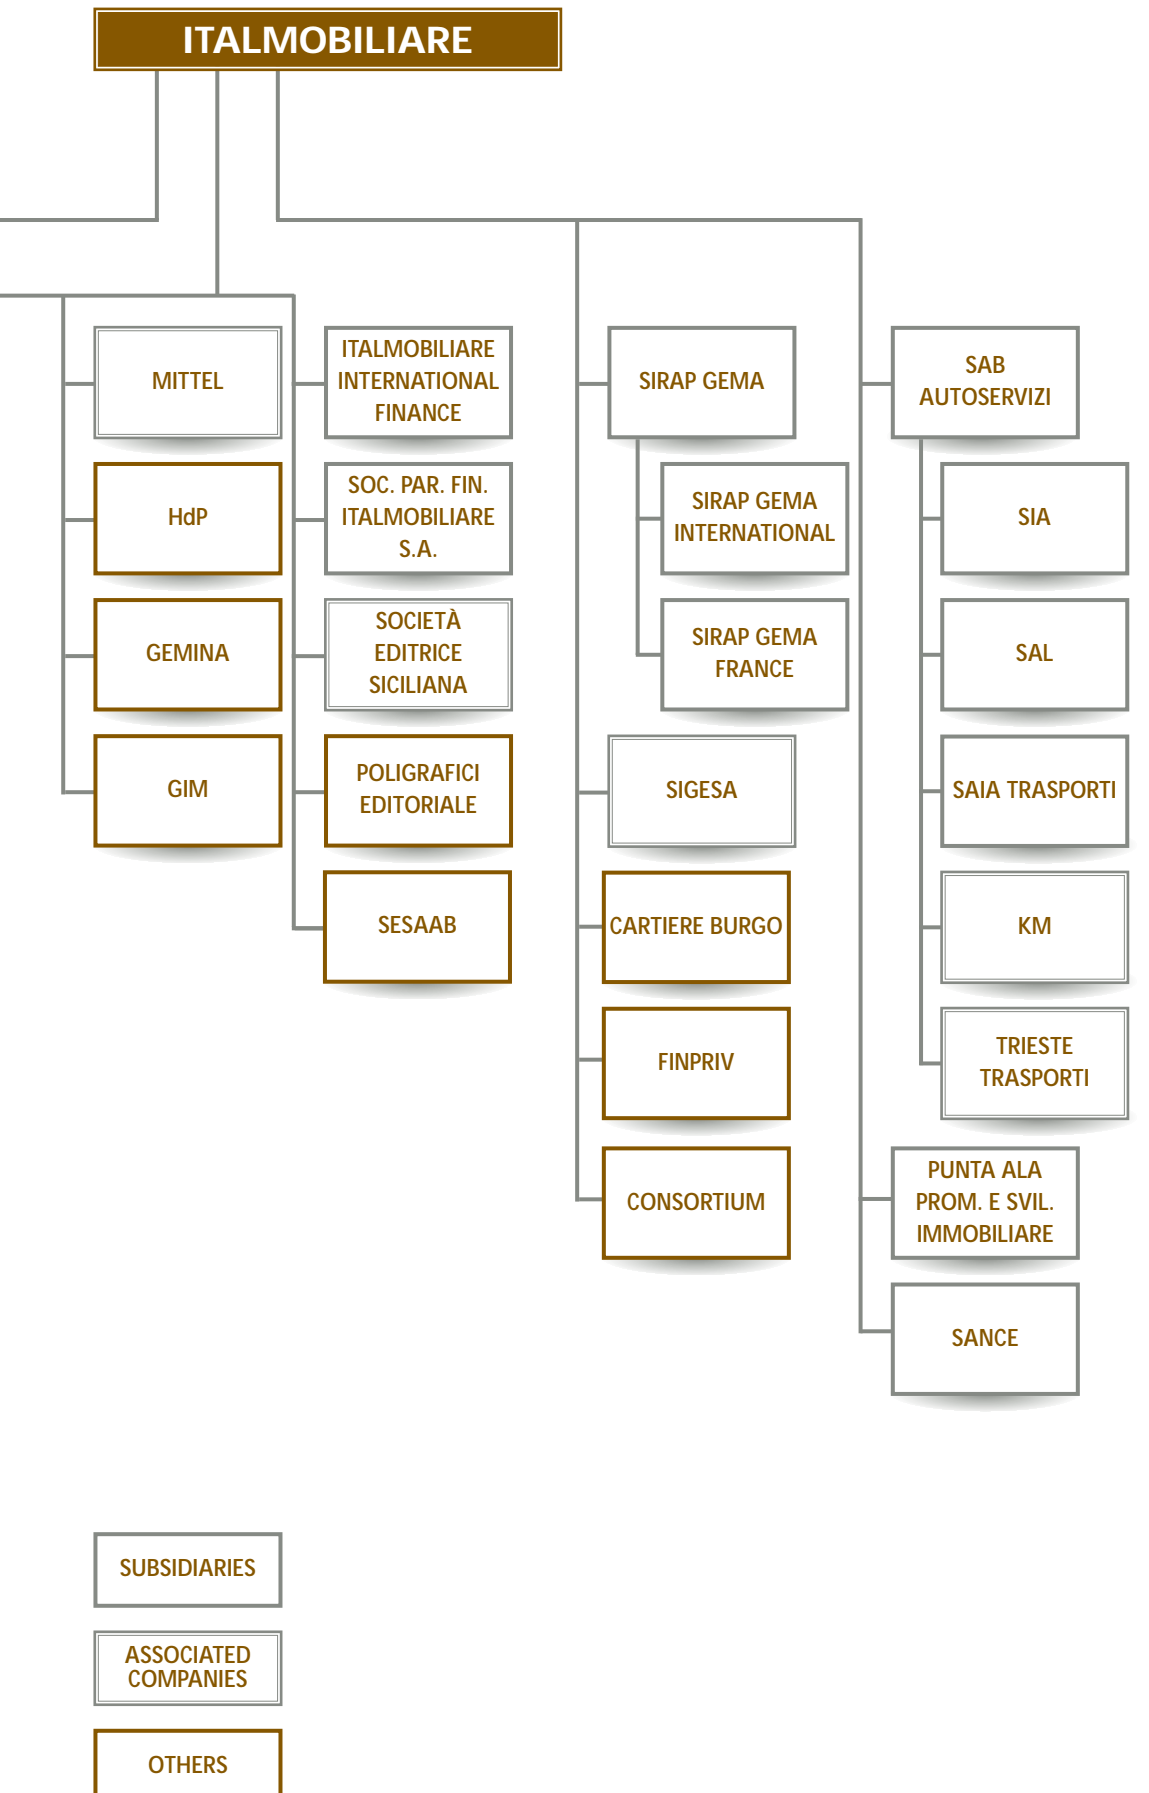 ITALMOBILIARE
MITTEL
HdP
GEMINA
GIM
ITALMOBILIARE
INTERNATIONAL
FINANCE
SOC. PAR. FIN.
ITALMOBILIARE
S.A.
SOCIETÀ
EDITRICE
SICILIANA
POLIGRAFICI
EDITORIALE
SESAAB
SIRAP GEMA
SIRAP GEMA
INTERNATIONAL
SIRAP GEMA
FRANCE
SIGESA
CARTIERE BURGO
FINPRIV
CONSORTIUM
SAB
AUTOSERVIZI
SIA
SAL
SAIA TRASPORTI
KM
TRIESTE
TRASPORTI
PUNTA ALA
PROM. E SVIL.
IMMOBILIARE
SANCE
SUBSIDIARIES
ASSOCIATED
COMPANIES
OTHERS